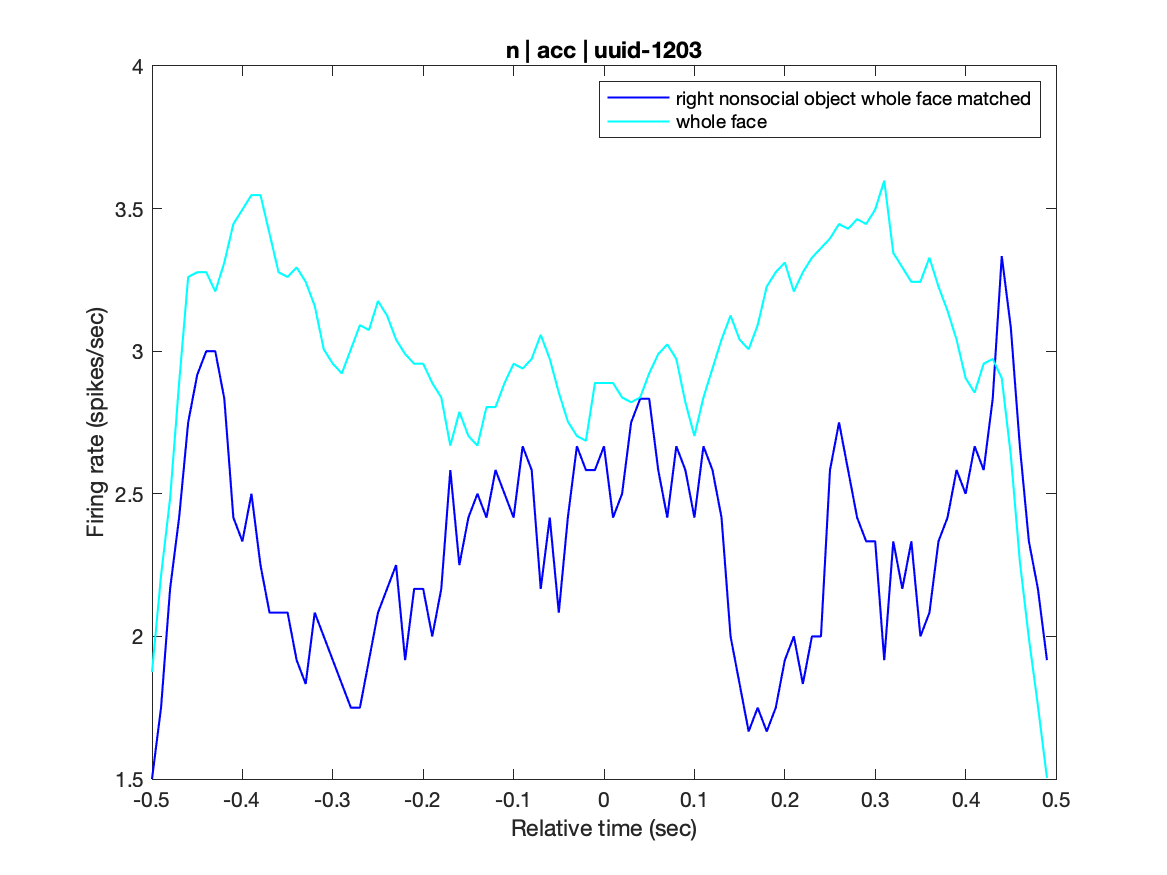 n | acc | uuid-1203
right nonsocial object whole face matched
whole face
4
3.5
3
2.5
2
1.5
Firing rate (spikes/sec)
-0.5 -0.4 -0.3 -0.2 -0.1 0 0.1 0.2 0.3 0.4 0.5
Relative time (sec)